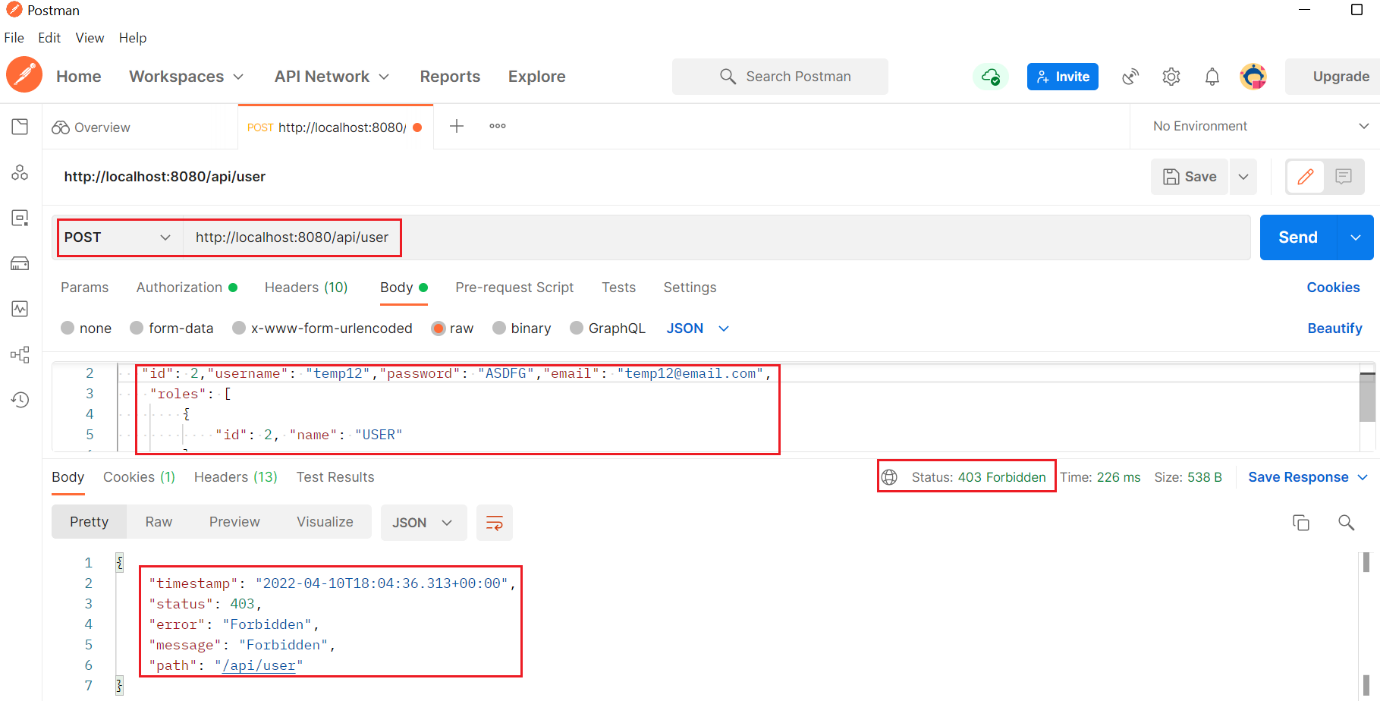 Postman
File Edit View Help
Home Workspaces API Network Reports Explore Search Postman Invite Upgrade
Overview POST http://localhost:8080/ No Environment
http://localhost:8080/api/user Save
POST http://localhost:8080/api/user Send
Params Authorization Headers (10) Body Pre-request Script Tests Settings Cookies
none form-data x-www-form-urlencoded raw binary GraphQL JSON Beautify
2 "id": 2,"username": "temp12","password": "ASDFG","email": "temp12@email.com",
3 "roles": [
4 {
5 "id": 2, "name": "USER"
Body Cookies (1) Headers (13) Test Results Status: 403 Forbidden Time: 226 ms Size: 538 B Save Response
Pretty Raw Preview Visualize JSON
1 {
2 "timestamp": "2022-04-10T18:04:36.313+00:00",
3 "status": 403,
4 "error": "Forbidden",
5 "message": "Forbidden",
6 "path": "/api/user"
7 }